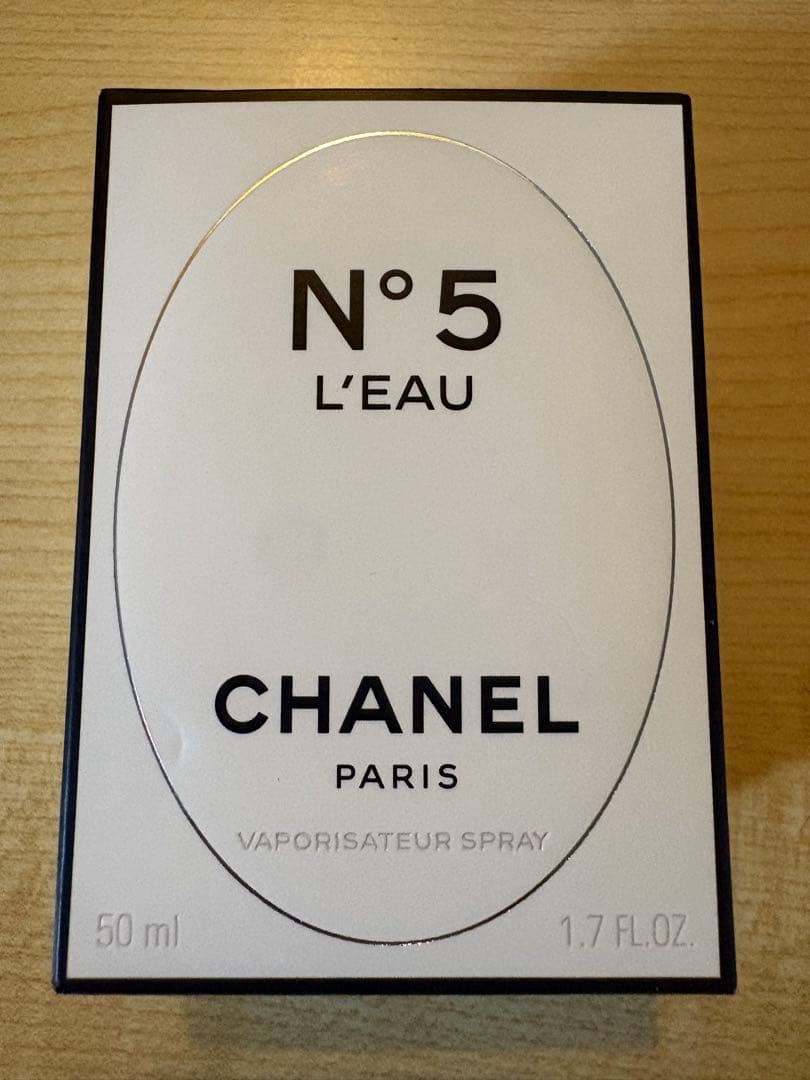 N° 5
L'EAU
CHANEL
PARIS
VAPORISATEUR SPRAY
50 ml 1.7 FL.OZ.